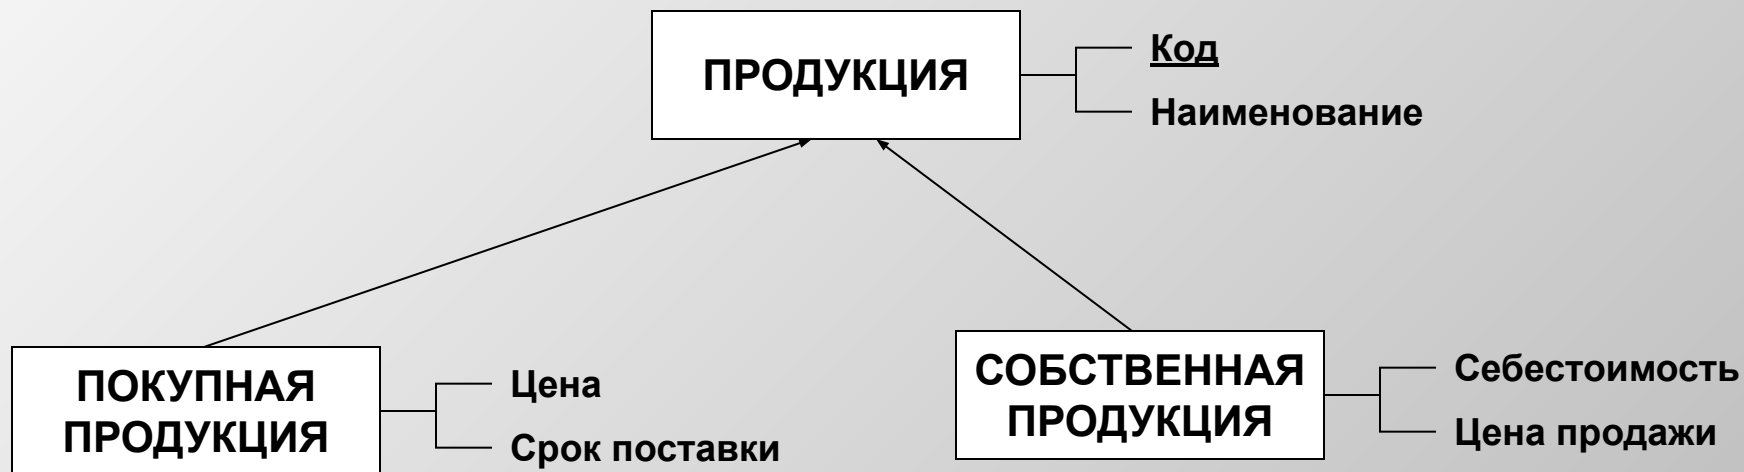 ПРОДУКЦИЯ
Код
Наименование
ПОКУПНАЯ
ПРОДУКЦИЯ
Цена
Срок поставки
СОБСТВЕННАЯ
ПРОДУКЦИЯ
Себестоимость
Цена продажи